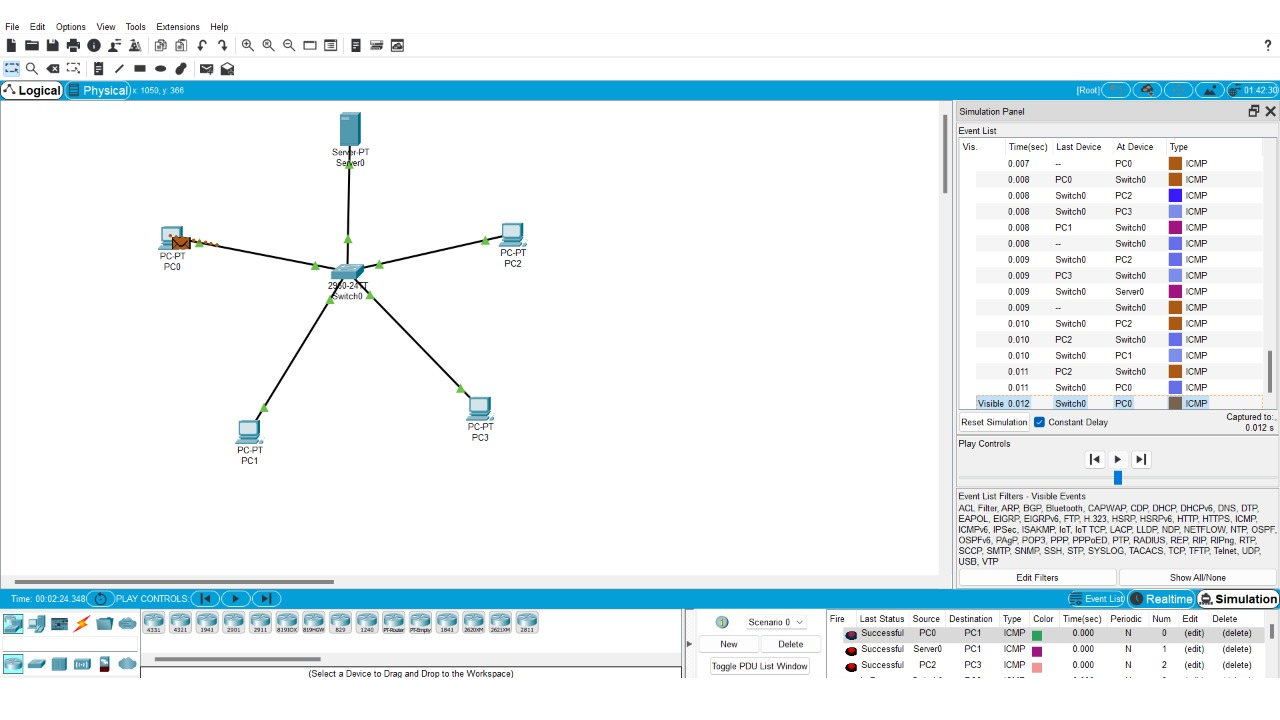 File Edit Options View Tools Extensions Help
?
Logical Physical x: 1050, y: 366 [Root] 01:42:30
Simulation Panel
Event List
Vis. Time(sec) Last Device At Device Type
0.007 -- PC0 ICMP
0.008 PC0 Switch0 ICMP
0.008 Switch0 PC2 ICMP
0.008 Switch0 PC3 ICMP
0.008 PC1 Switch0 ICMP
0.008 -- Switch0 ICMP
0.009 Switch0 PC2 ICMP
0.009 PC3 Switch0 ICMP
0.009 Switch0 Server0 ICMP
0.009 -- Switch0 ICMP
0.010 Switch0 PC2 ICMP
0.010 PC2 Switch0 ICMP
0.010 Switch0 PC1 ICMP
0.011 PC2 Switch0 ICMP
0.011 Switch0 PC0 ICMP
Visible 0.012 Switch0 PC0 ICMP
Reset Simulation Constant Delay Captured to:
0.012 s
Play Controls
Event List Filters - Visible Events
ACL Filter, ARP, BGP, Bluetooth, CAPWAP, CDP, DHCP, DHCPv6, DNS, DTP,
EAPOL, EIGRP, EIGRPv6, FTP, H.323, HSRP, HSRPv6, HTTP, HTTPS, ICMP,
ICMPv6, IPSec, ISAKMP, IoT, IoT TCP, LACP, LLDP, NDP, NETFLOW, NTP, OSPF,
OSPFv6, PAgP, POP3, PPP, PPPoED, PTP, RADIUS, REP, RIP, RIPng, RTP,
SCCP, SMTP, SNMP, SSH, STP, SYSLOG, TACACS, TCP, TFTP, Telnet, UDP,
USB, VTP
Edit Filters Show All/None
Server-PT
Server0
PC-PT
PC0
PC-PT
PC2
2960-24TT
Switch0
PC-PT
PC1
PC-PT
PC3
Time: 00:02:24.348 PLAY CONTROLS: Event List Realtime Simulation
4331 4321 1941 2901 2911 819IOX 819HGW 829 1240 PT-Router PT-Empty 1841 2620XM 2621XM 2811
(Select a Device to Drag and Drop to the Workspace)
Scenario 0
New Delete
Toggle PDU List Window
Fire Last Status Source Destination Type Color Time(sec) Periodic Num Edit Delete
Successful PC0 PC1 ICMP 0.000 N 0 (edit) (delete)
Successful Server0 PC1 ICMP 0.000 N 1 (edit) (delete)
Successful PC2 PC3 ICMP 0.000 N 2 (edit) (delete)